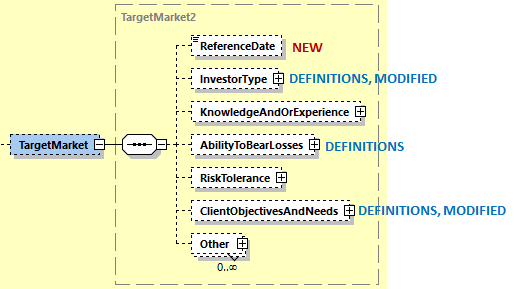 TargetMarket2
ReferenceDate NEW
InvestorType DEFINITIONS, MODIFIED
KnowledgeAndOrExperience
TargetMarket
AbilityToBearLosses DEFINITIONS
RiskTolerance
ClientObjectivesAndNeeds DEFINITIONS, MODIFIED
Other
0..∞